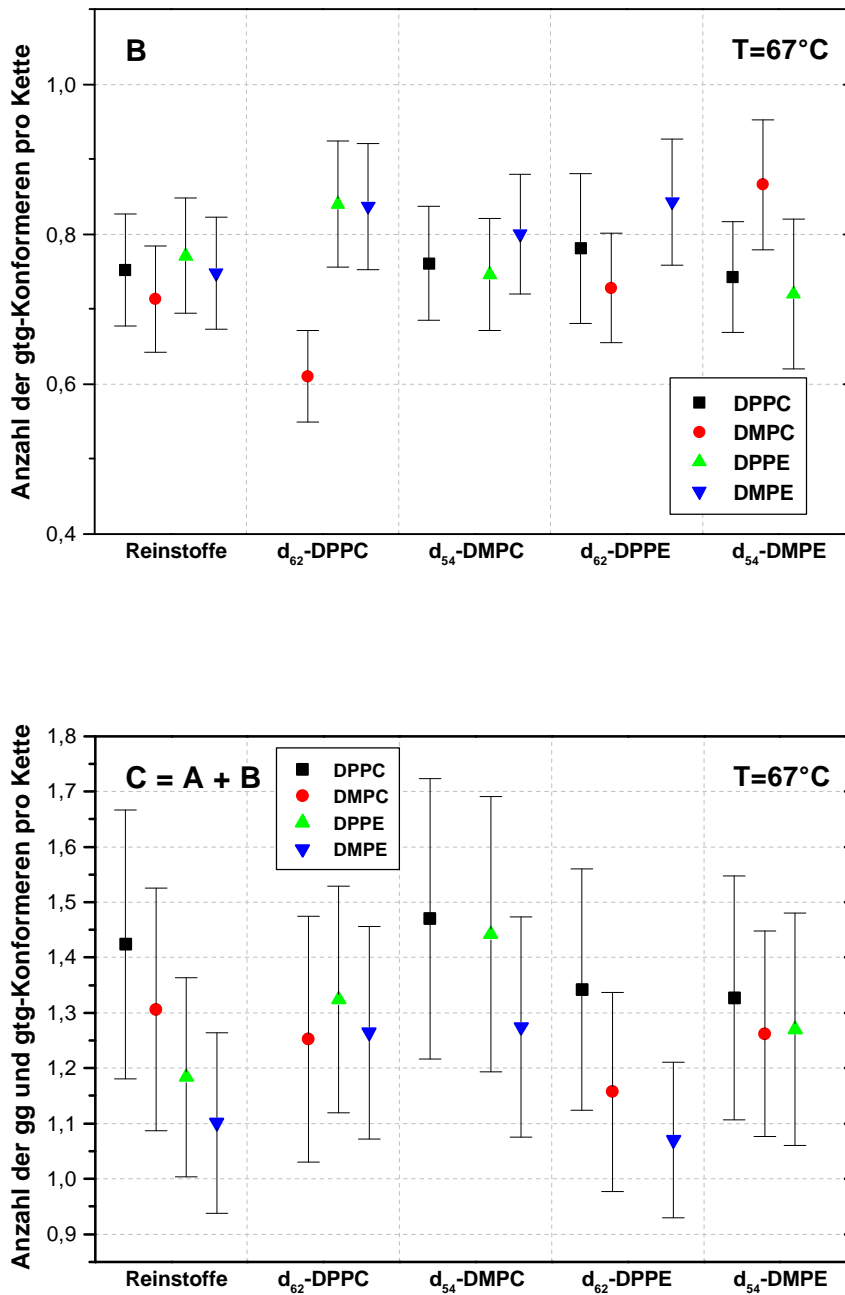 B
T=67°C
Anzahl der gtg-Konformeren pro Kette
1,0
0,8
0,6
0,4
DPPC
DMPC
DPPE
DMPE
Reinstoffe
d₆₂-DPPC
d₅₄-DMPC
d₆₂-DPPE
d₅₄-DMPE
C = A + B
T=67°C
Anzahl der gg und gtg-Konformeren pro Kette
1,8
1,7
1,6
1,5
1,4
1,3
1,2
1,1
1,0
0,9
DPPC
DMPC
DPPE
DMPE
Reinstoffe
d₆₂-DPPC
d₅₄-DMPC
d₆₂-DPPE
d₅₄-DMPE